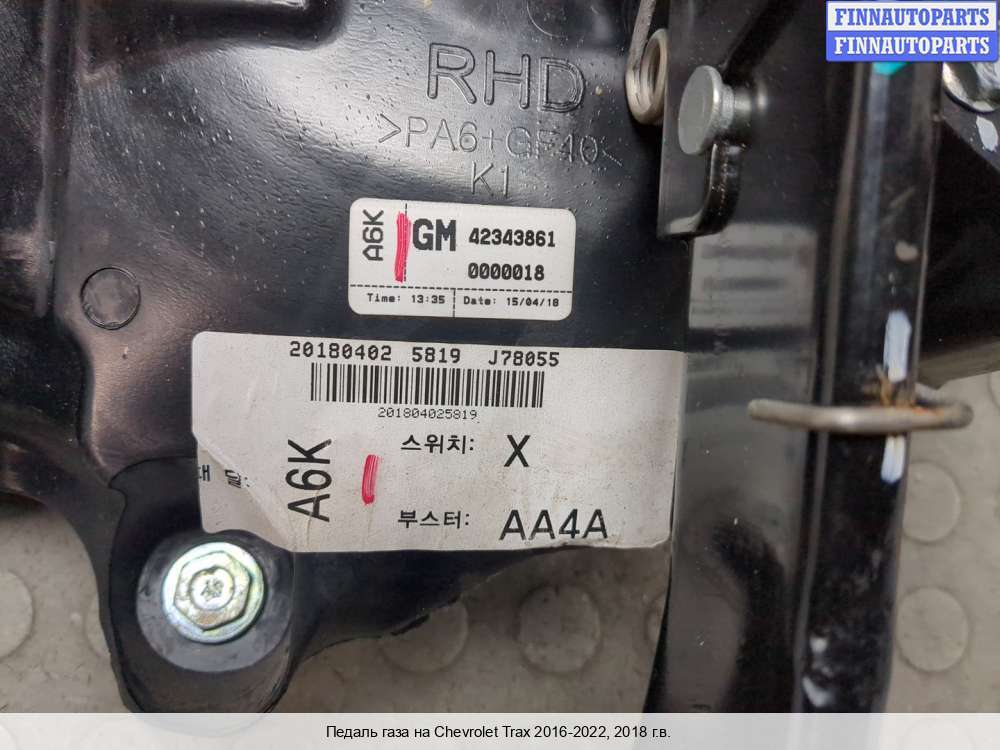 FINNAUTOPARTS
FINNAUTOPARTS
RHD
>PA6+GF40<
K1
A6K
GM 42343861
0000018
Time: 13:35 Date: 15/04/18
20180402 5819 J78055
201804025819
A6K
스위치: X
부스터: AA4A
Педаль газа на Chevrolet Trax 2016-2022, 2018 г.в.